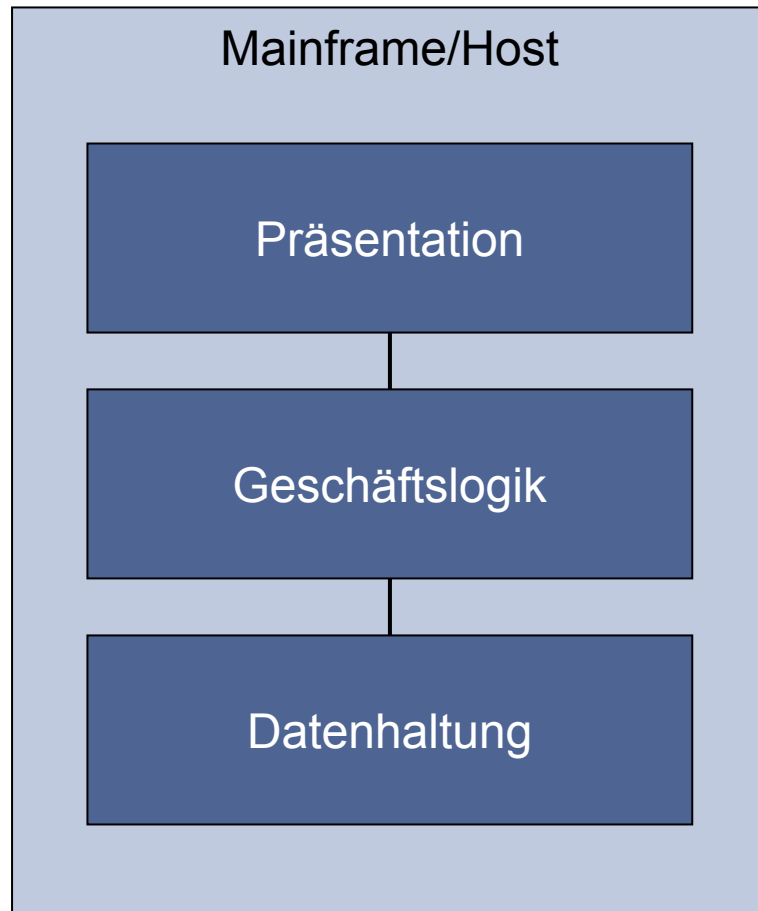 Mainframe/Host
Präsentation
Geschäftslogik
Datenhaltung